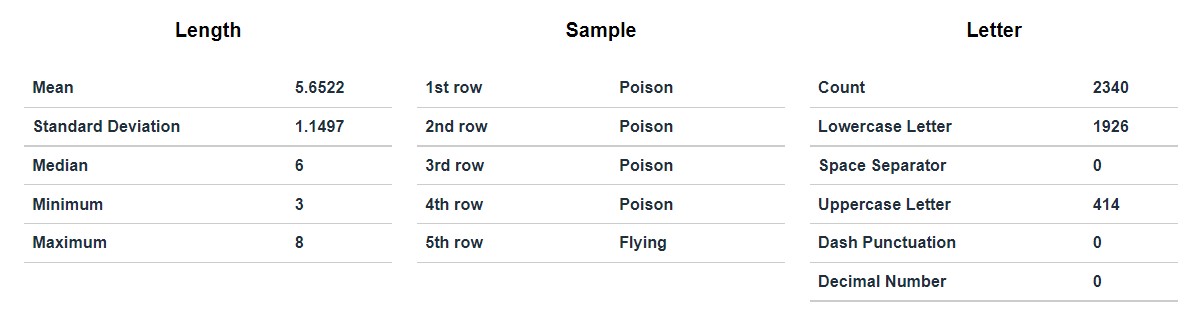 Length
Mean 5.6522
Standard Deviation 1.1497
Median 6
Minimum 3
Maximum 8
Sample
1st row Poison
2nd row Poison
3rd row Poison
4th row Poison
5th row Flying
Letter
Count 2340
Lowercase Letter 1926
Space Separator 0
Uppercase Letter 414
Dash Punctuation 0
Decimal Number 0